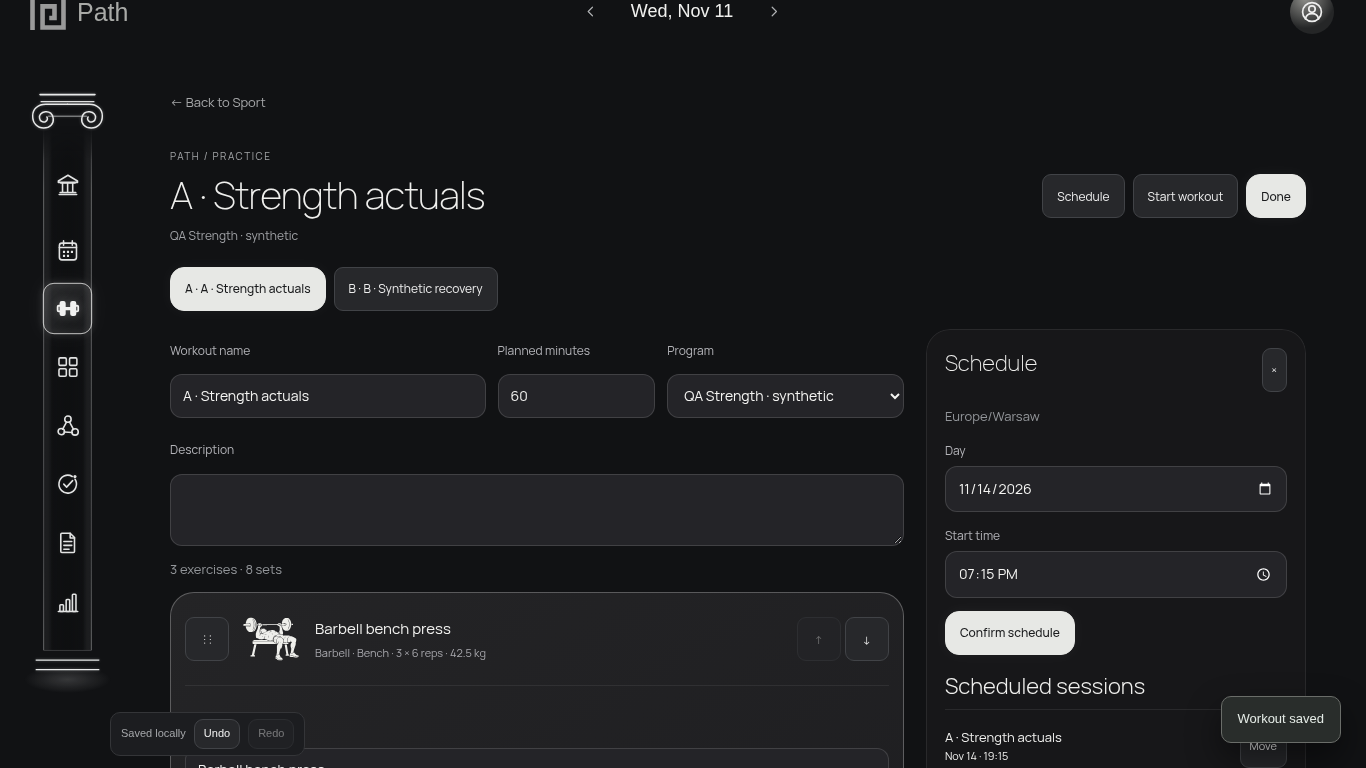 Path
Wed, Nov 11
← Back to Sport
PATH / PRACTICE
A · Strength actuals
Schedule
Start workout
Done
QA Strength · synthetic
A · A · Strength actuals
B · B · Synthetic recovery
Workout name
Planned minutes
Program
A · Strength actuals
60
QA Strength · synthetic
Description
3 exercises · 8 sets
Barbell bench press
Barbell · Bench · 3 × 6 reps · 42.5 kg
↑
↓
Barbell bench press
Schedule
×
Europe/Warsaw
Day
11/14/2026
Start time
07:15 PM
Confirm schedule
Scheduled sessions
A · Strength actuals
Nov 14 · 19:15
Move
Workout saved
Saved locally
Undo
Redo